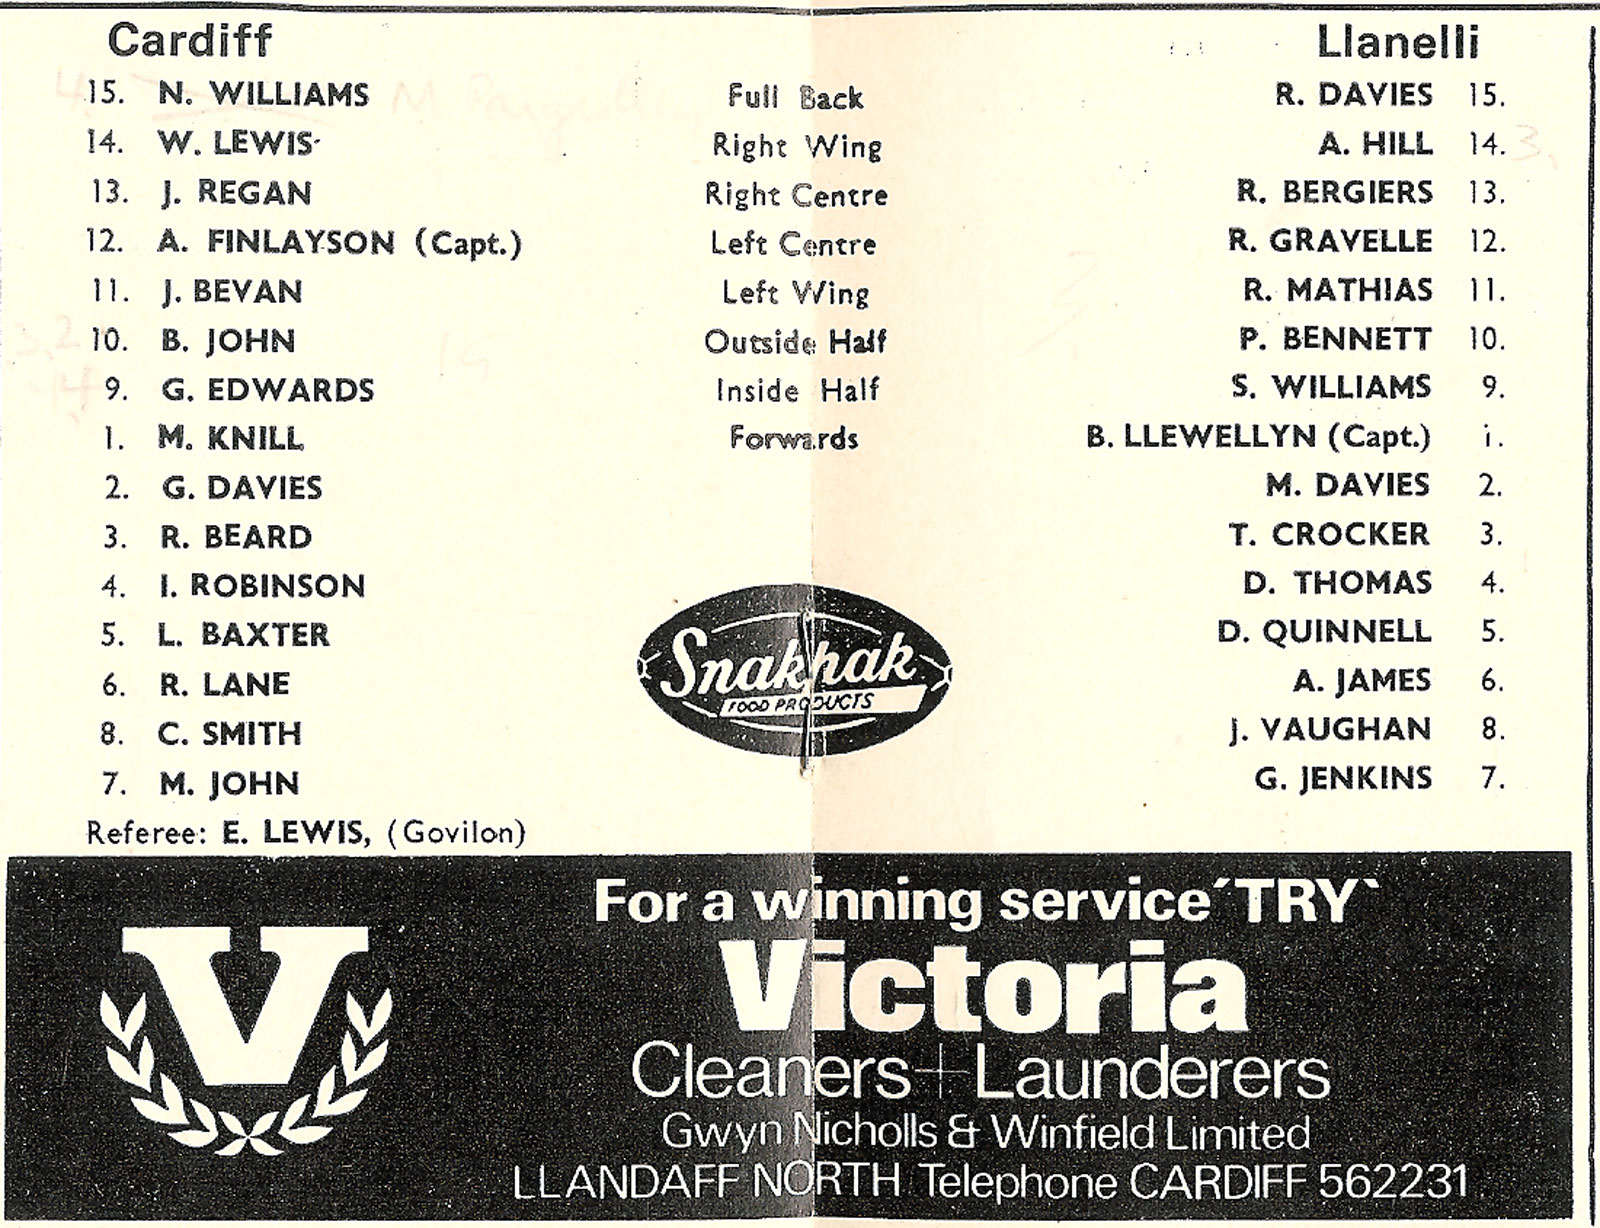 Cardiff Llanelli
15. N. WILLIAMS Full Back R. DAVIES 15.
14. W. LEWIS Right Wing A. HILL 14. 3,
13. J. REGAN Right Centre R. BERGIERS 13.
12. A. FINLAYSON (Capt.) Left Centre R. GRAVELLE 12.
11. J. BEVAN Left Wing R. MATHIAS 11.
10. B. JOHN Outside Half P. BENNETT 10.
9. G. EDWARDS Inside Half S. WILLIAMS 9.
1. M. KNILL Forwards B. LLEWELLYN (Capt.) 1.
2. G. DAVIES M. DAVIES 2.
3. R. BEARD T. CROCKER 3.
4. I. ROBINSON D. THOMAS 4.
5. L. BAXTER D. QUINNELL 5.
6. R. LANE A. JAMES 6.
8. C. SMITH J. VAUGHAN 8.
7. M. JOHN G. JENKINS 7.
Snakpak
FOOD PRODUCTS
Referee: E. LEWIS, (Govilon)
For a winning service ´TRY`
V
Victoria
Cleaners + Launderers
Gwyn Nicholls & Winfield Limited
LLANDAFF NORTH Telephone CARDIFF 562231